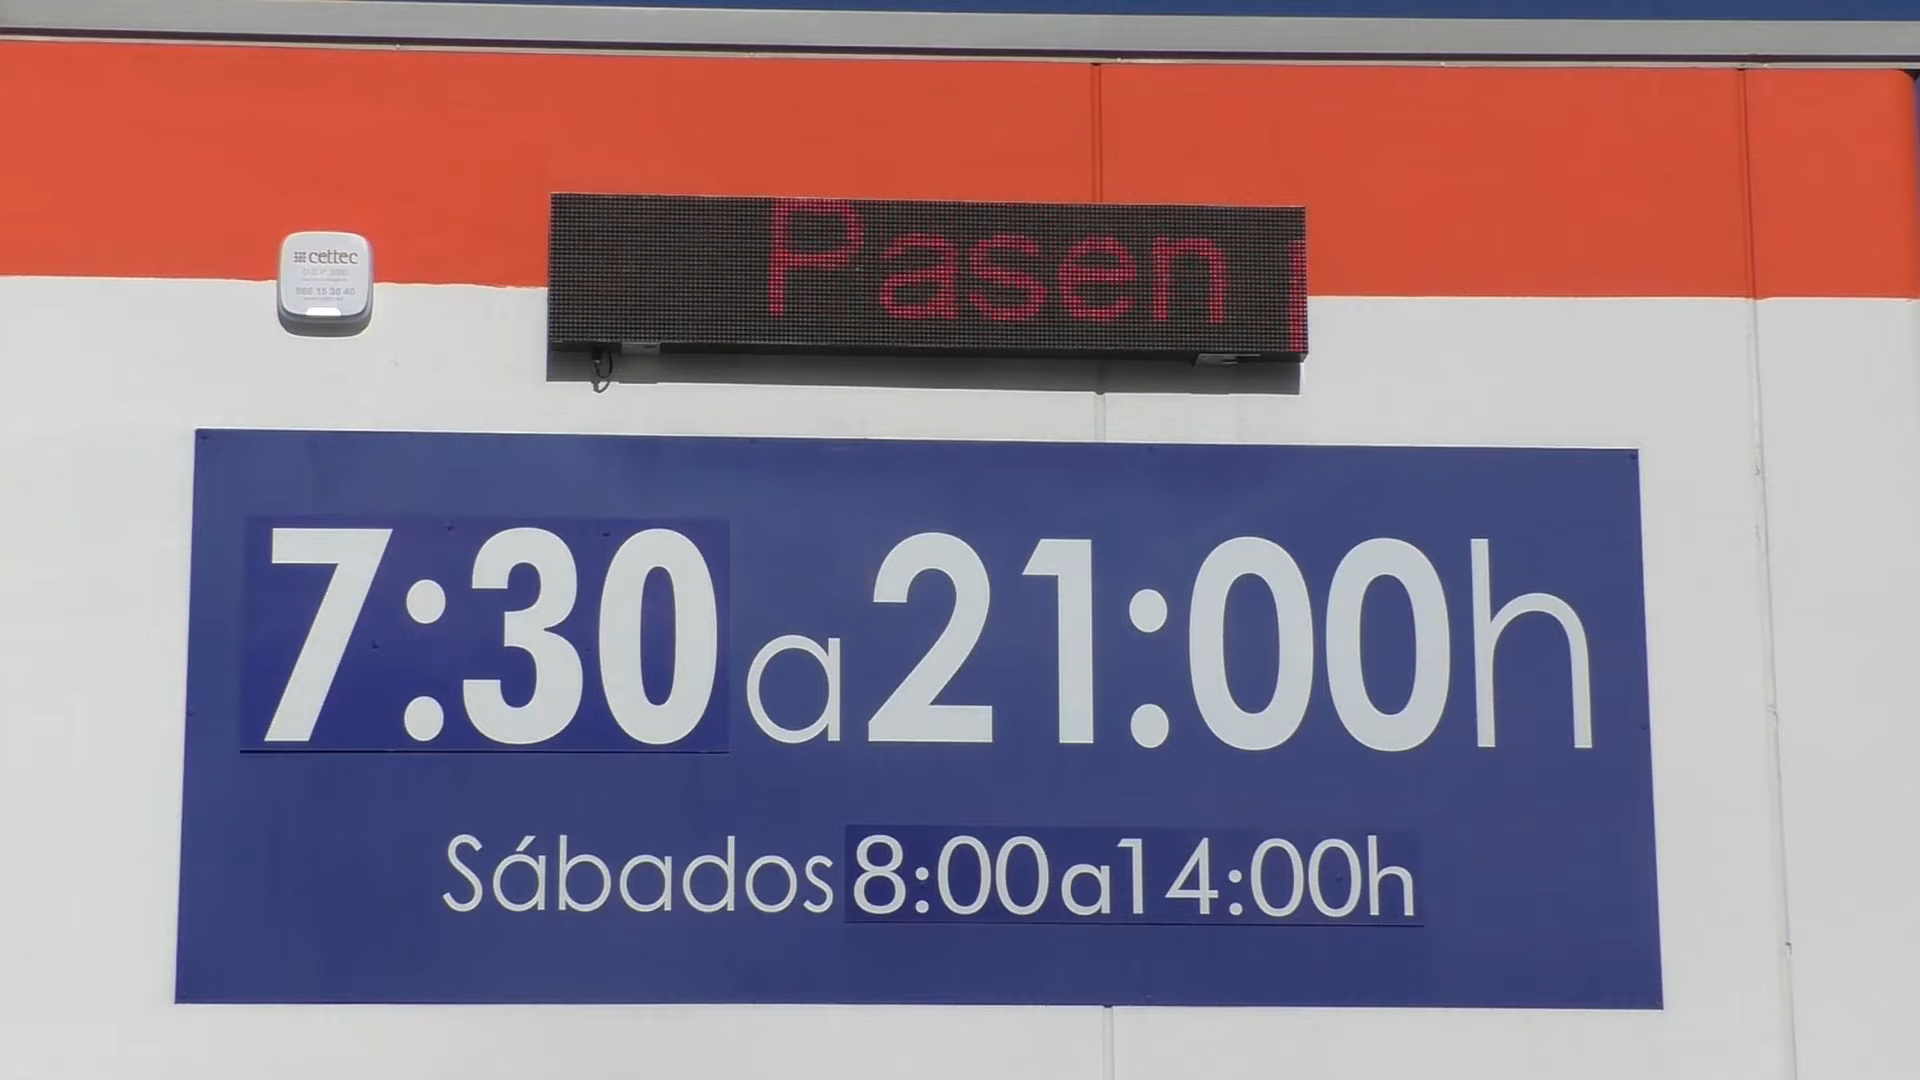 Pasen
cettec
7:30 a 21:00h
Sábados 8:00 a 14:00h